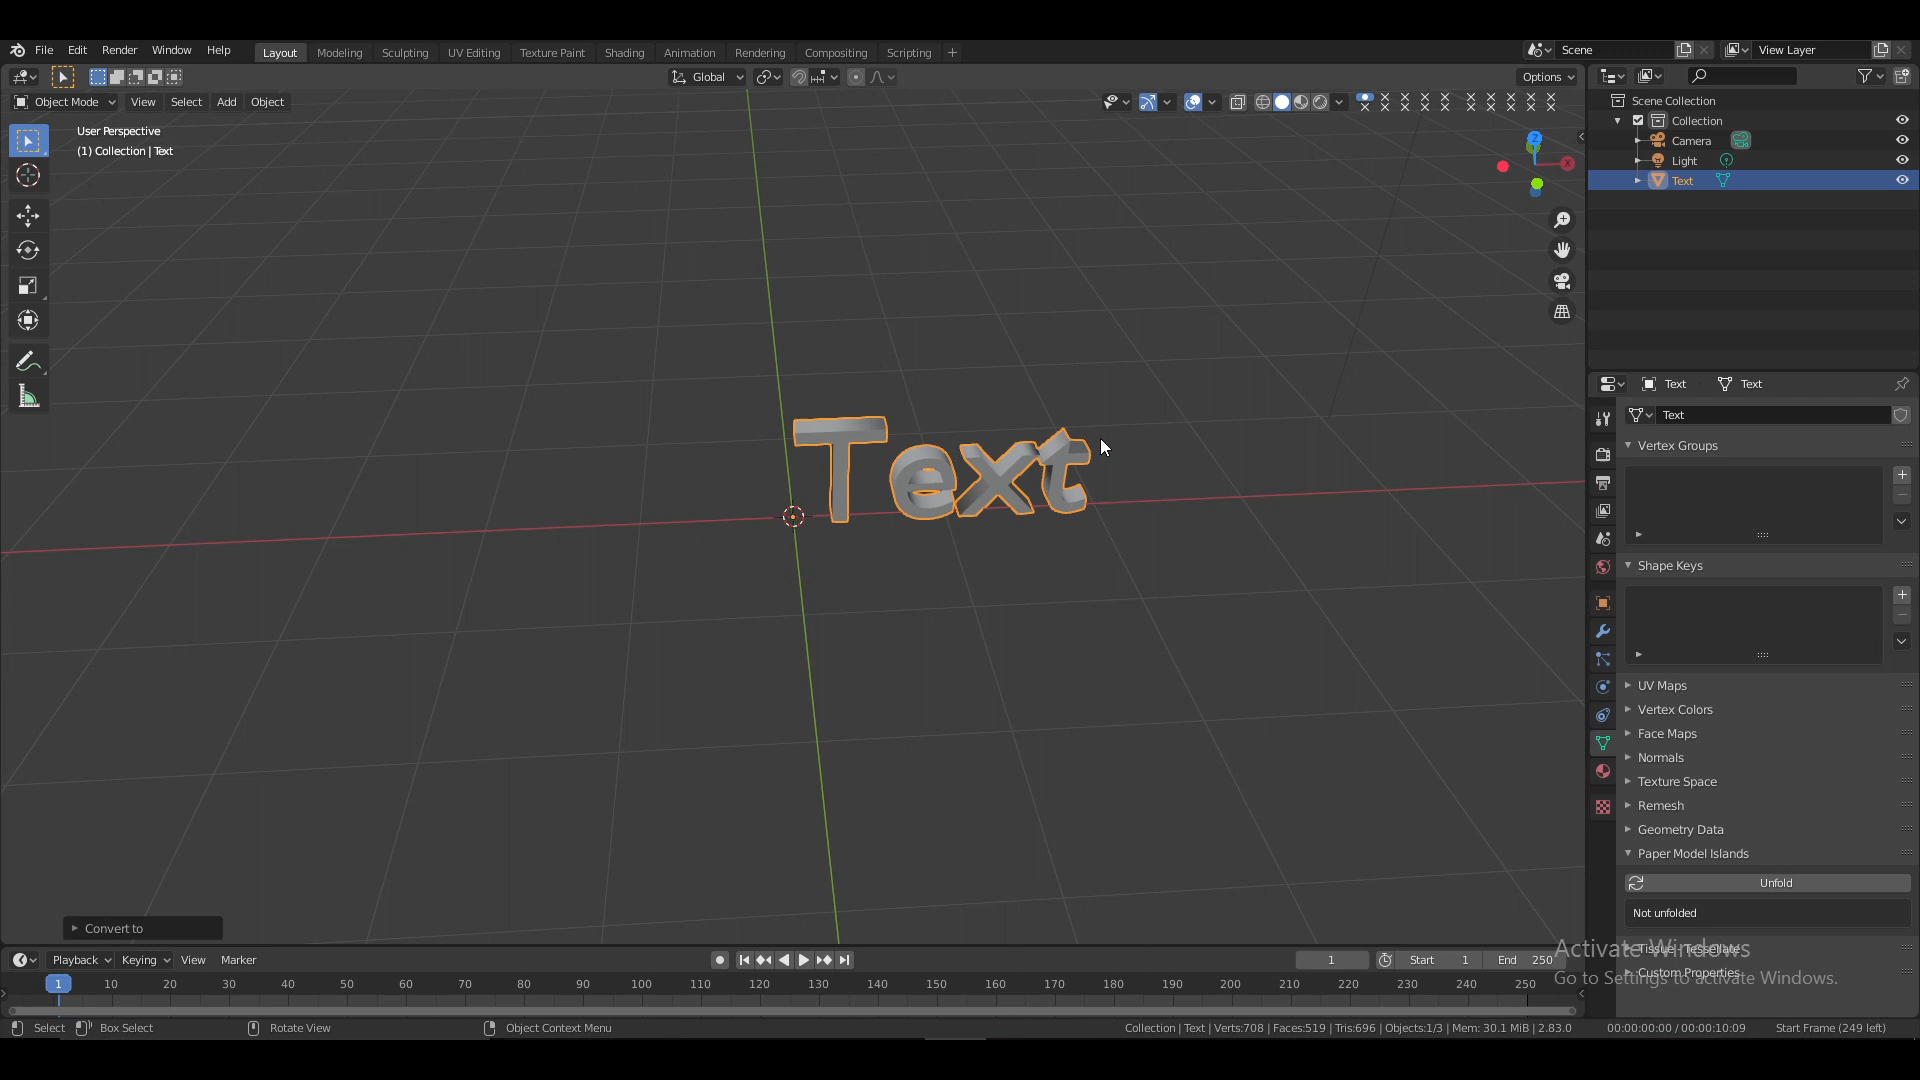 File Edit Render Window Help Layout Modeling Sculpting UV Editing Texture Paint Shading Animation Rendering Compositing Scripting + Scene View Layer
Global Options
Object Mode View Select Add Object
User Perspective
(1) Collection | Text
Z
X
Scene Collection
Collection
Camera
Light
Text
Text
Text Text
Text
Vertex Groups
Shape Keys
UV Maps
Vertex Colors
Face Maps
Normals
Texture Space
Remesh
Geometry Data
Paper Model Islands
Unfold
Not unfolded
Tissue - Tessellate
Custom Properties
Activate Windows
Go to Settings to activate Windows.
Convert to
Playback Keying View Marker 1 Start 1 End 250
1 10 20 30 40 50 60 70 80 90 100 110 120 130 140 150 160 170 180 190 200 210 220 230 240 250
Select Box Select Rotate View Object Context Menu Collection | Text | Verts:708 | Faces:519 | Tris:696 | Objects:1/3 | Mem: 30.1 MiB | 2.83.0 00:00:00:00 / 00:00:10:09 Start Frame (249 left)